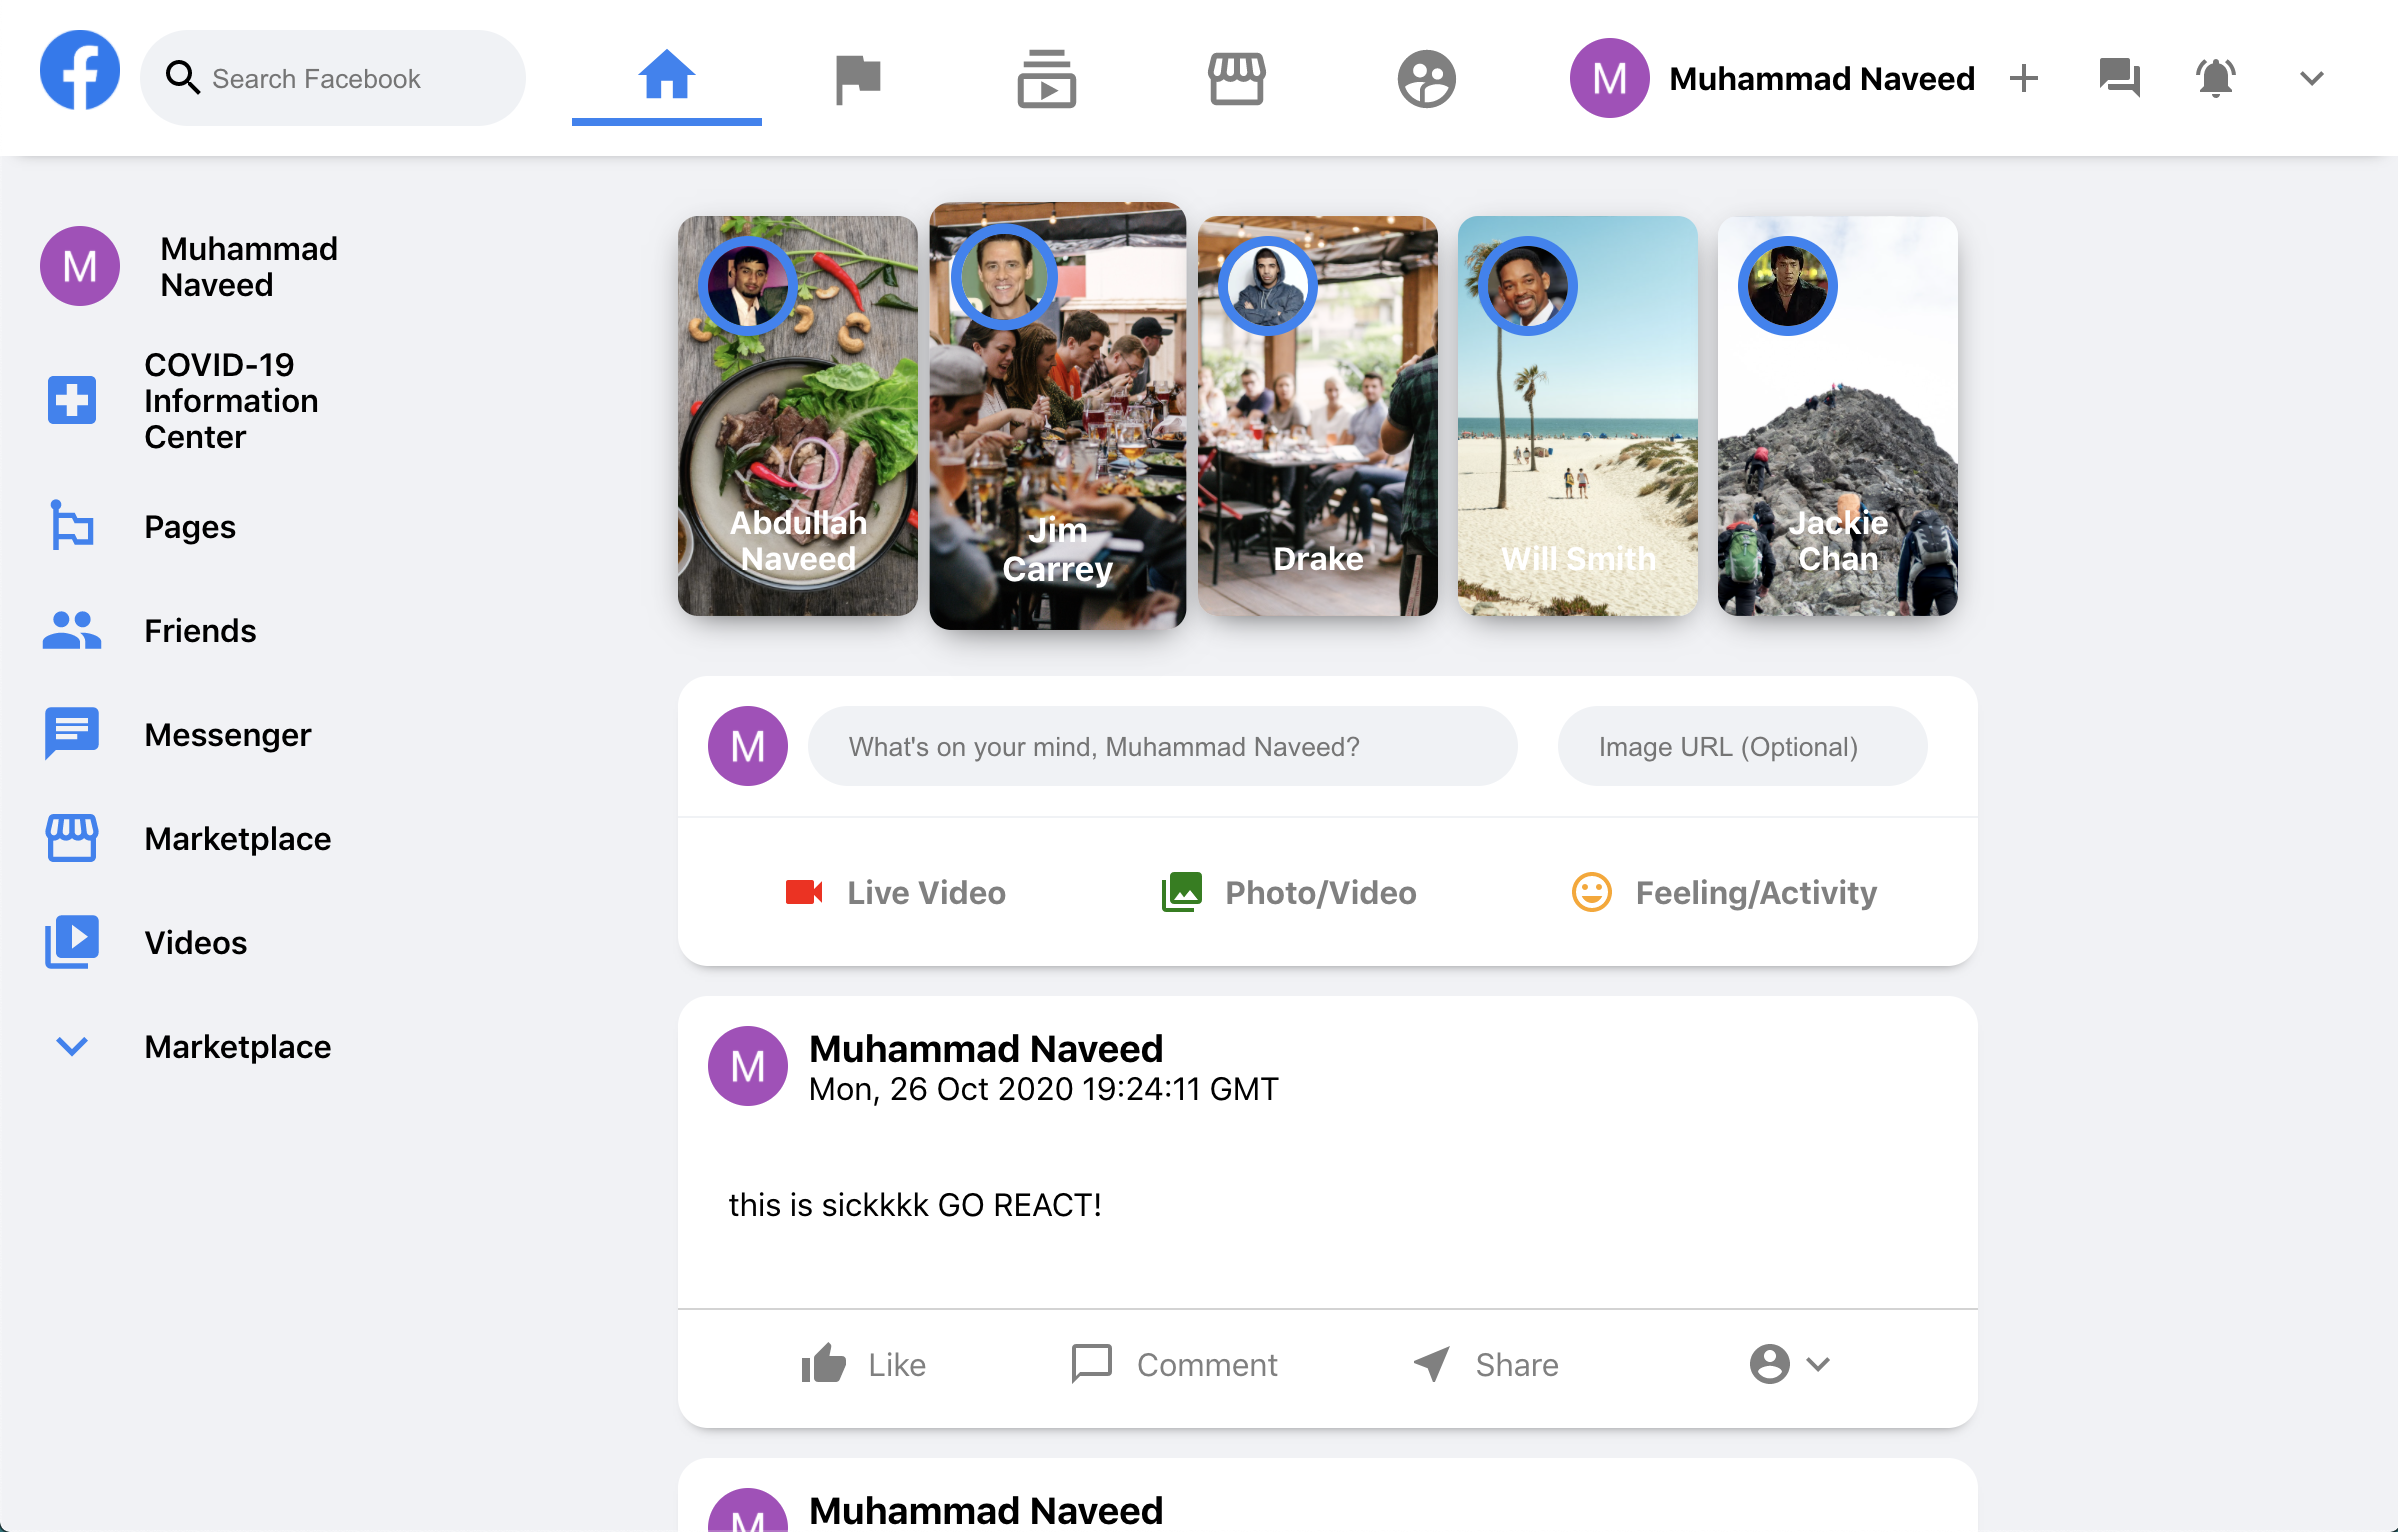 Search Facebook
M Muhammad Naveed
M Muhammad
Naveed
COVID-19
Information
Center
Pages
Friends
Messenger
Marketplace
Videos
Marketplace
Abdullah
Naveed
Jim
Carrey
Drake
Will Smith
Jackie
Chan
M What's on your mind, Muhammad Naveed? Image URL (Optional)
Live Video Photo/Video Feeling/Activity
M Muhammad Naveed
Mon, 26 Oct 2020 19:24:11 GMT
this is sickkkk GO REACT!
Like Comment Share
M Muhammad Naveed